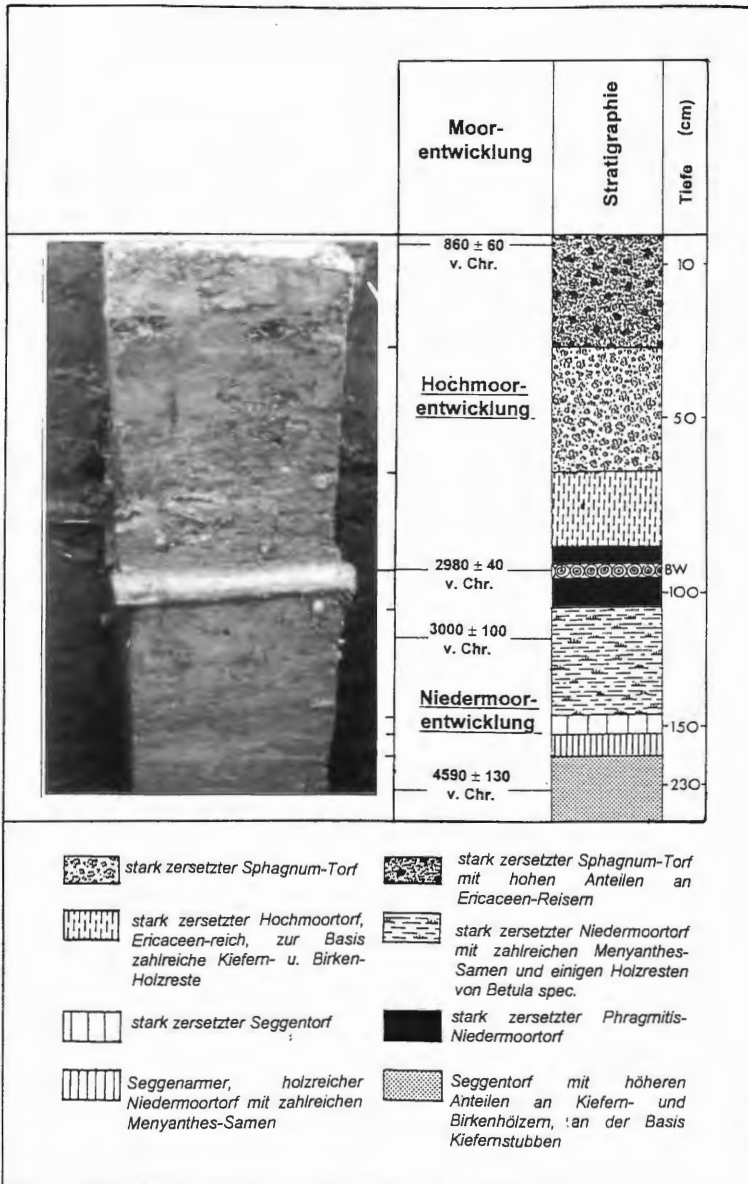 Moor-
entwicklung
Stratigraphie
Tiefe (cm)
860 ± 60
v. Chr.
10
Hochmoor-
entwicklung
50
2980 ± 40
v. Chr.
BW
100
3000 ± 100
v. Chr.
Niedermoor-
entwicklung
150
4590 ± 130
v. Chr.
230
stark zersetzter Sphagnum-Torf
stark zersetzter Hochmoortorf,
Ericaceen-reich, zur Basis
zahlreiche Kiefern- u. Birken-
Holzreste
stark zersetzter Seggentorf
Seggenarmer, holzreicher
Niedermoortorf mit zahlreichen
Menyanthes-Samen
stark zersetzter Sphagnum-Torf
mit hohen Anteilen an
Ericaceen-Reisern
stark zersetzter Niedermoortorf
mit zahlreichen Menyanthes-
Samen und einigen Holzresten
von Betula spec.
stark zersetzter Phragmitis-
Niedermoortorf
Seggentorf mit höheren
Anteilen an Kiefern- und
Birkenhölzern, an der Basis
Kiefernstubben